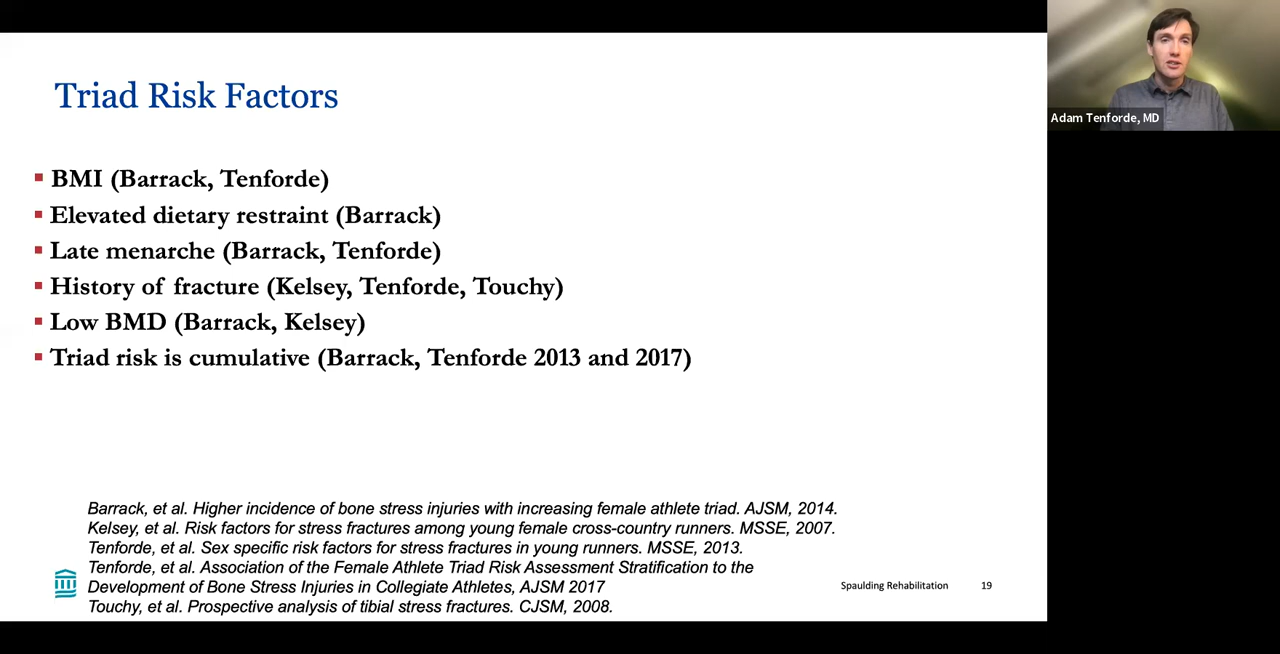 Triad Risk Factors
BMI (Barrack, Tenforde)
Elevated dietary restraint (Barrack)
Late menarche (Barrack, Tenforde)
History of fracture (Kelsey, Tenforde, Touchy)
Low BMD (Barrack, Kelsey)
Triad risk is cumulative (Barrack, Tenforde 2013 and 2017)
Barrack, et al. Higher incidence of bone stress injuries with increasing female athlete triad. AJSM, 2014.
Kelsey, et al. Risk factors for stress fractures among young female cross-country runners. MSSE, 2007.
Tenforde, et al. Sex specific risk factors for stress fractures in young runners. MSSE, 2013.
Tenforde, et al. Association of the Female Athlete Triad Risk Assessment Stratification to the
Development of Bone Stress Injuries in Collegiate Athletes, AJSM 2017
Touchy, et al. Prospective analysis of tibial stress fractures. CJSM, 2008.
Spaulding Rehabilitation 19
Adam Tenforde, MD